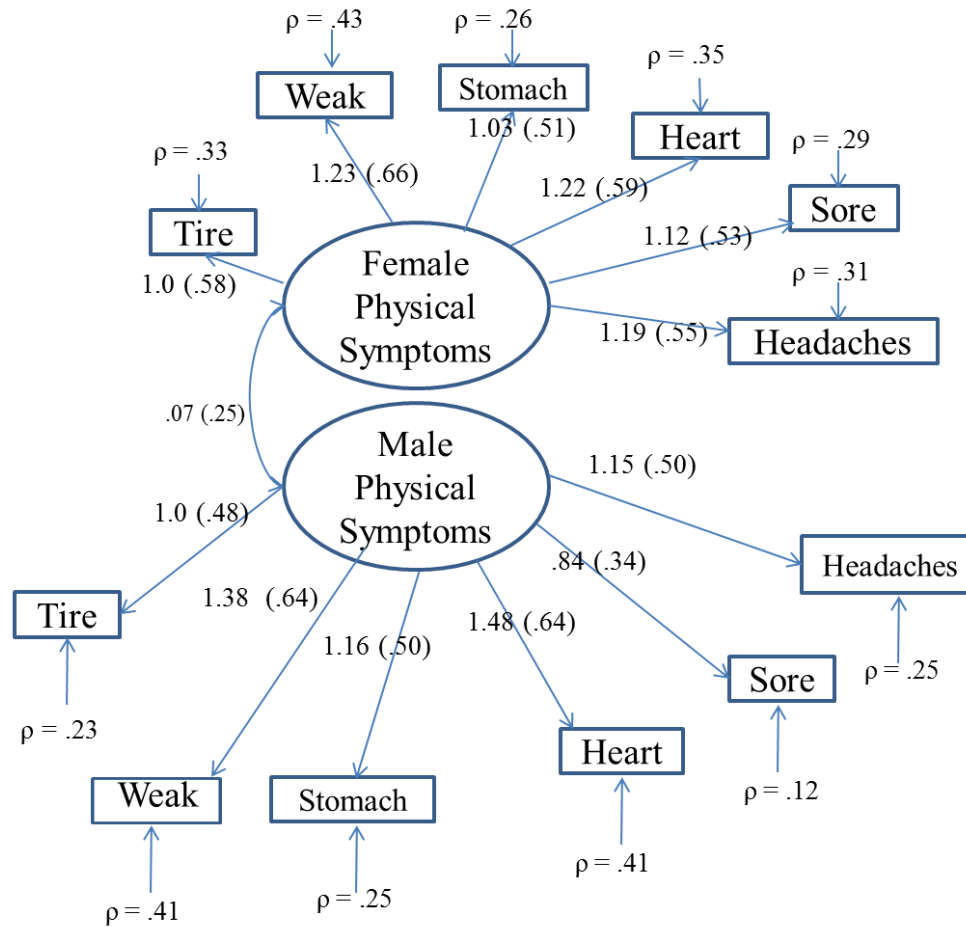 ρ = .43
ρ = .26
ρ = .35
Weak
Stomach
Heart
ρ = .33
1.23 (.66)
1.03 (.51)
ρ = .29
1.22 (.59)
Sore
Tire
1.12 (.53)
1.0 (.58)
Female
Physical
Symptoms
ρ = .31
1.19 (.55)
Headaches
.07 (.25)
Male
Physical
Symptoms
1.15 (.50)
1.0 (.48)
.84 (.34)
Headaches
Tire
1.38 (.64)
1.16 (.50)
1.48 (.64)
Sore
ρ = .25
ρ = .23
Heart
Weak
Stomach
ρ = .12
ρ = .41
ρ = .41
ρ = .25